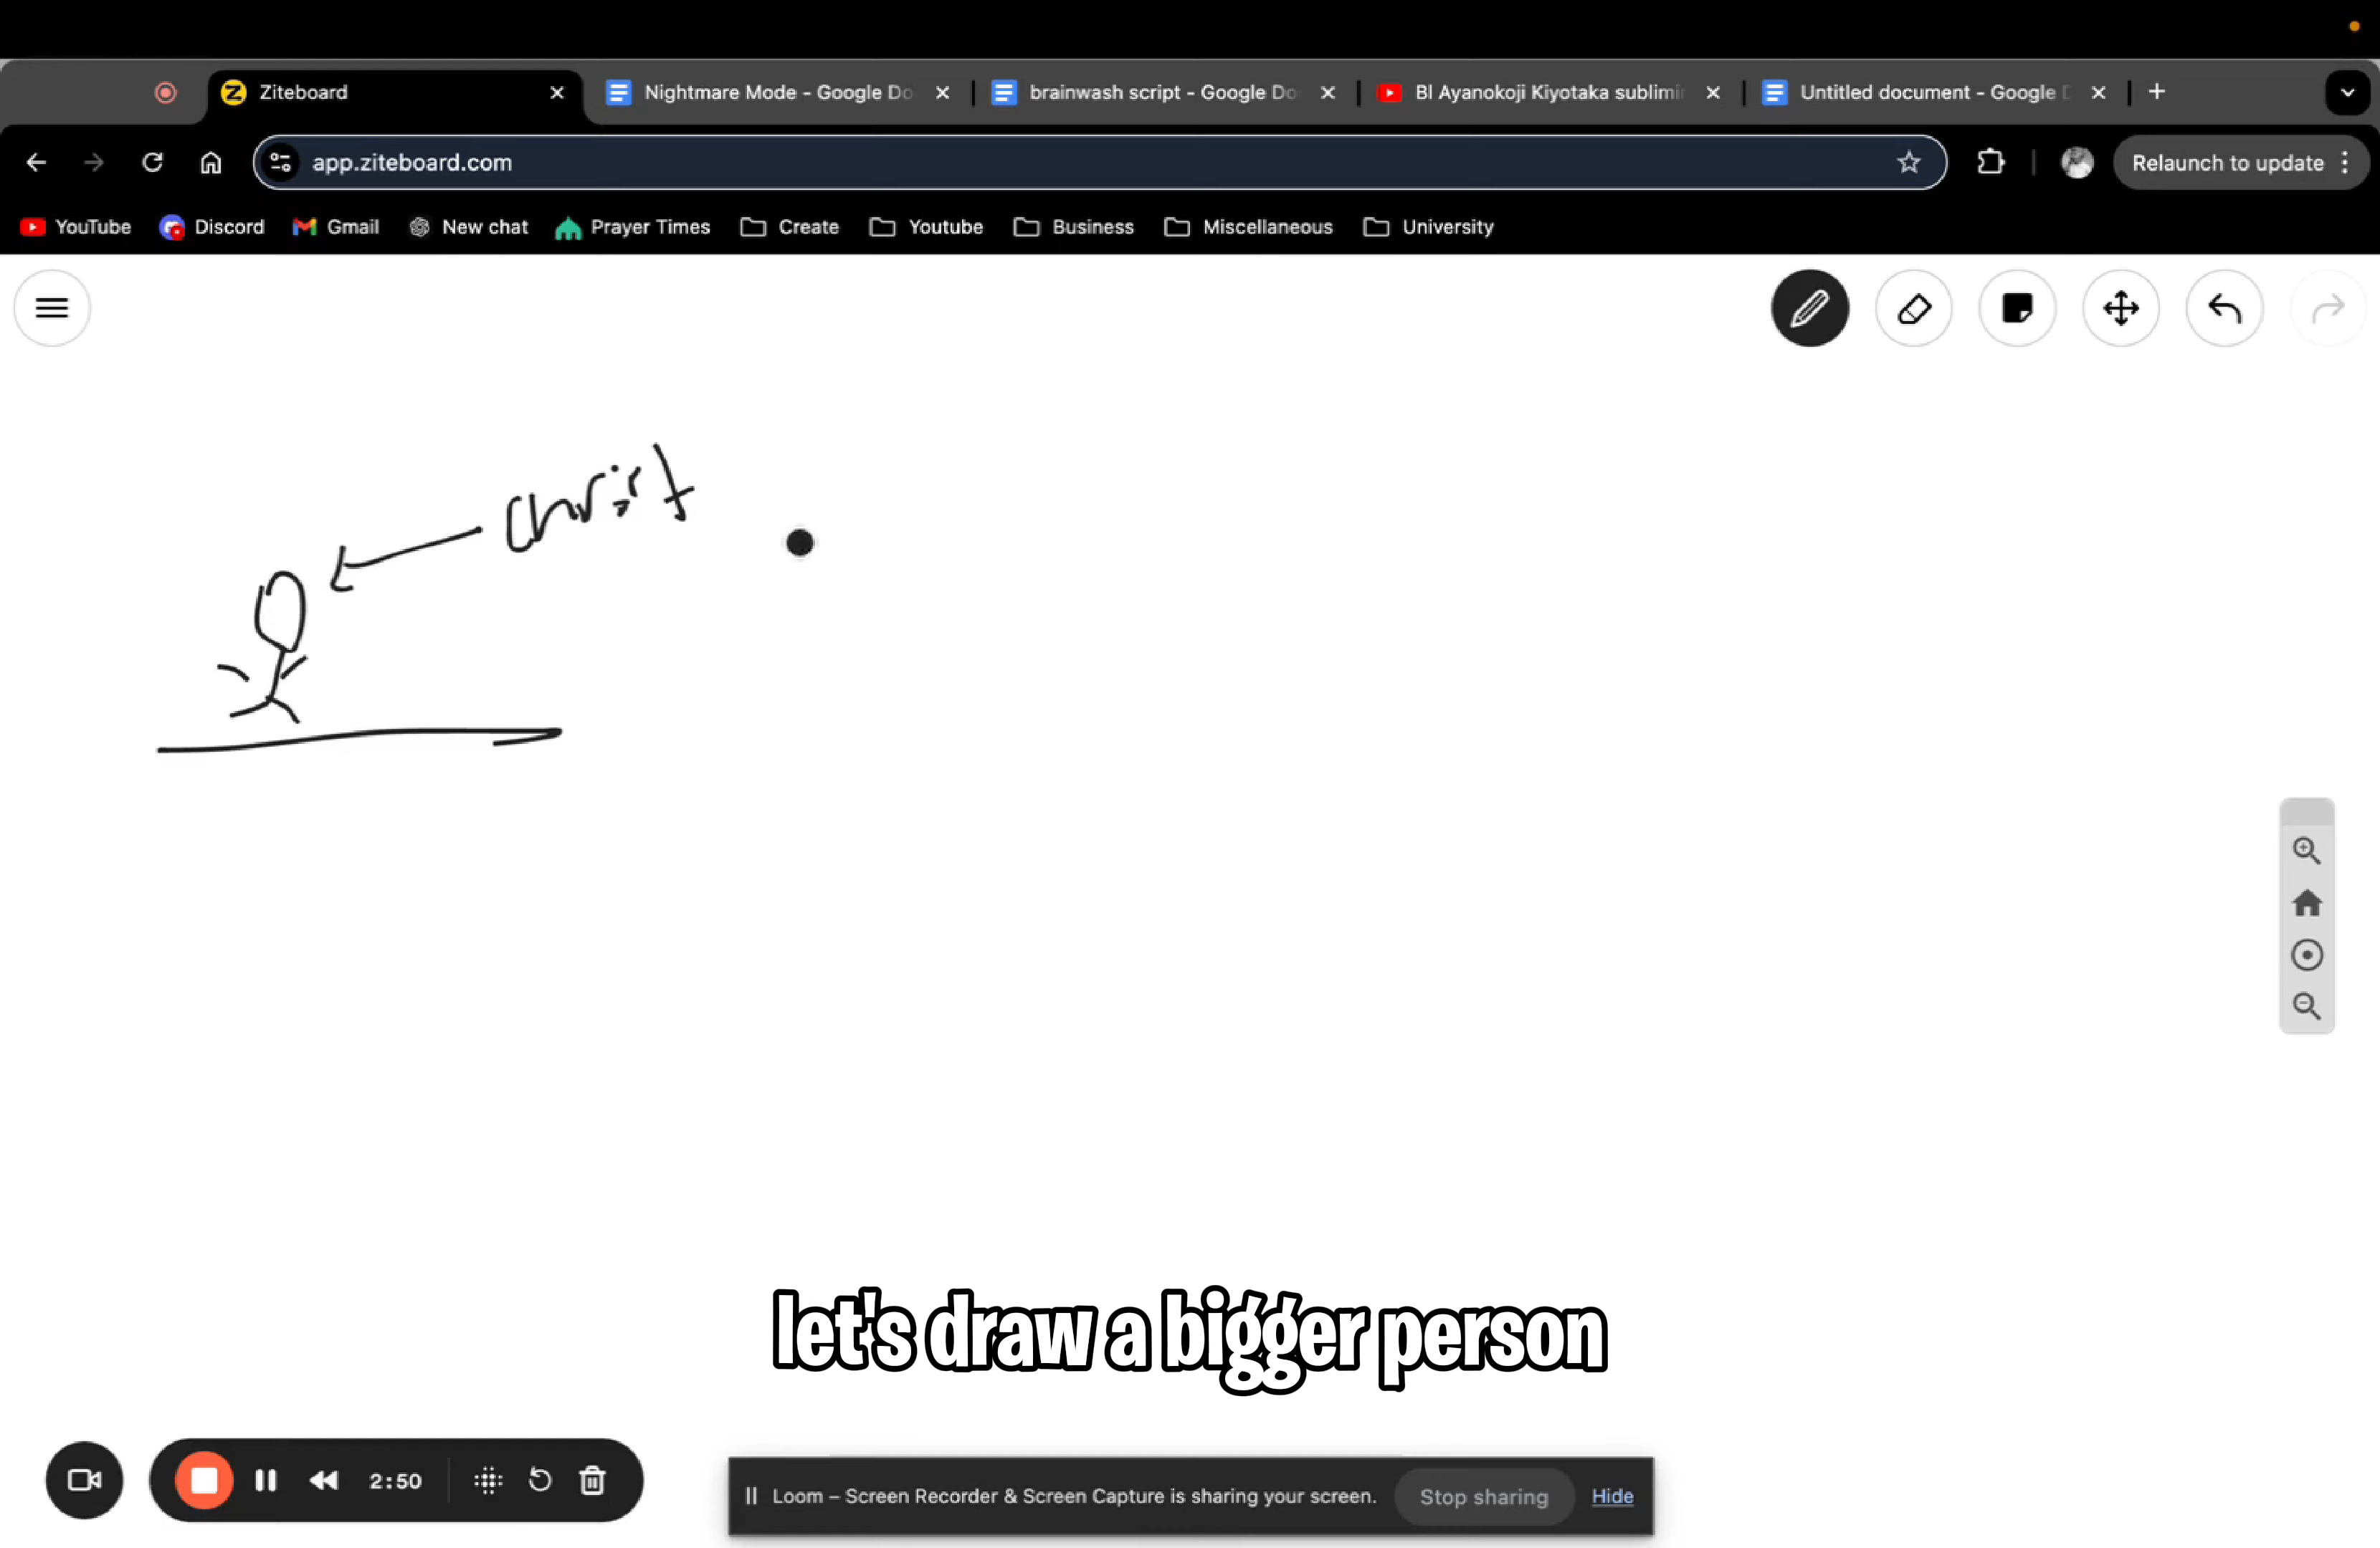 Ziteboard
Nightmare Mode - Google Do
brainwash script - Google Do
BI Ayanokoji Kiyotaka sublimin
Untitled document - Google D
app.ziteboard.com
Relaunch to update
YouTube
Discord
Gmail
New chat
Prayer Times
Create
Youtube
Business
Miscellaneous
University
christ
let's draw a bigger person
2:50
Loom – Screen Recorder & Screen Capture is sharing your screen.
Stop sharing
Hide